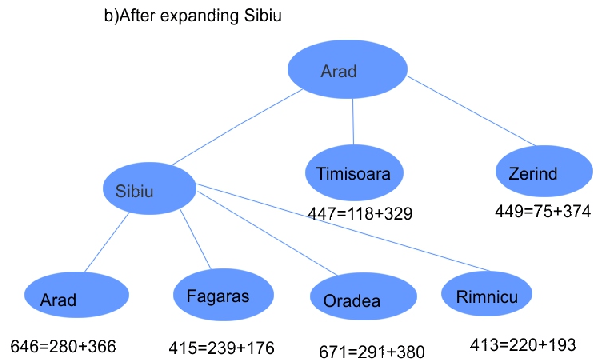 b)After expanding Sibiu
Arad
Timisoara
Zerind
Sibiu
447=118+329
449=75+374
Arad
Fagaras
Oradea
Rimnicu
646=280+366
415=239+176
671=291+380
413=220+193